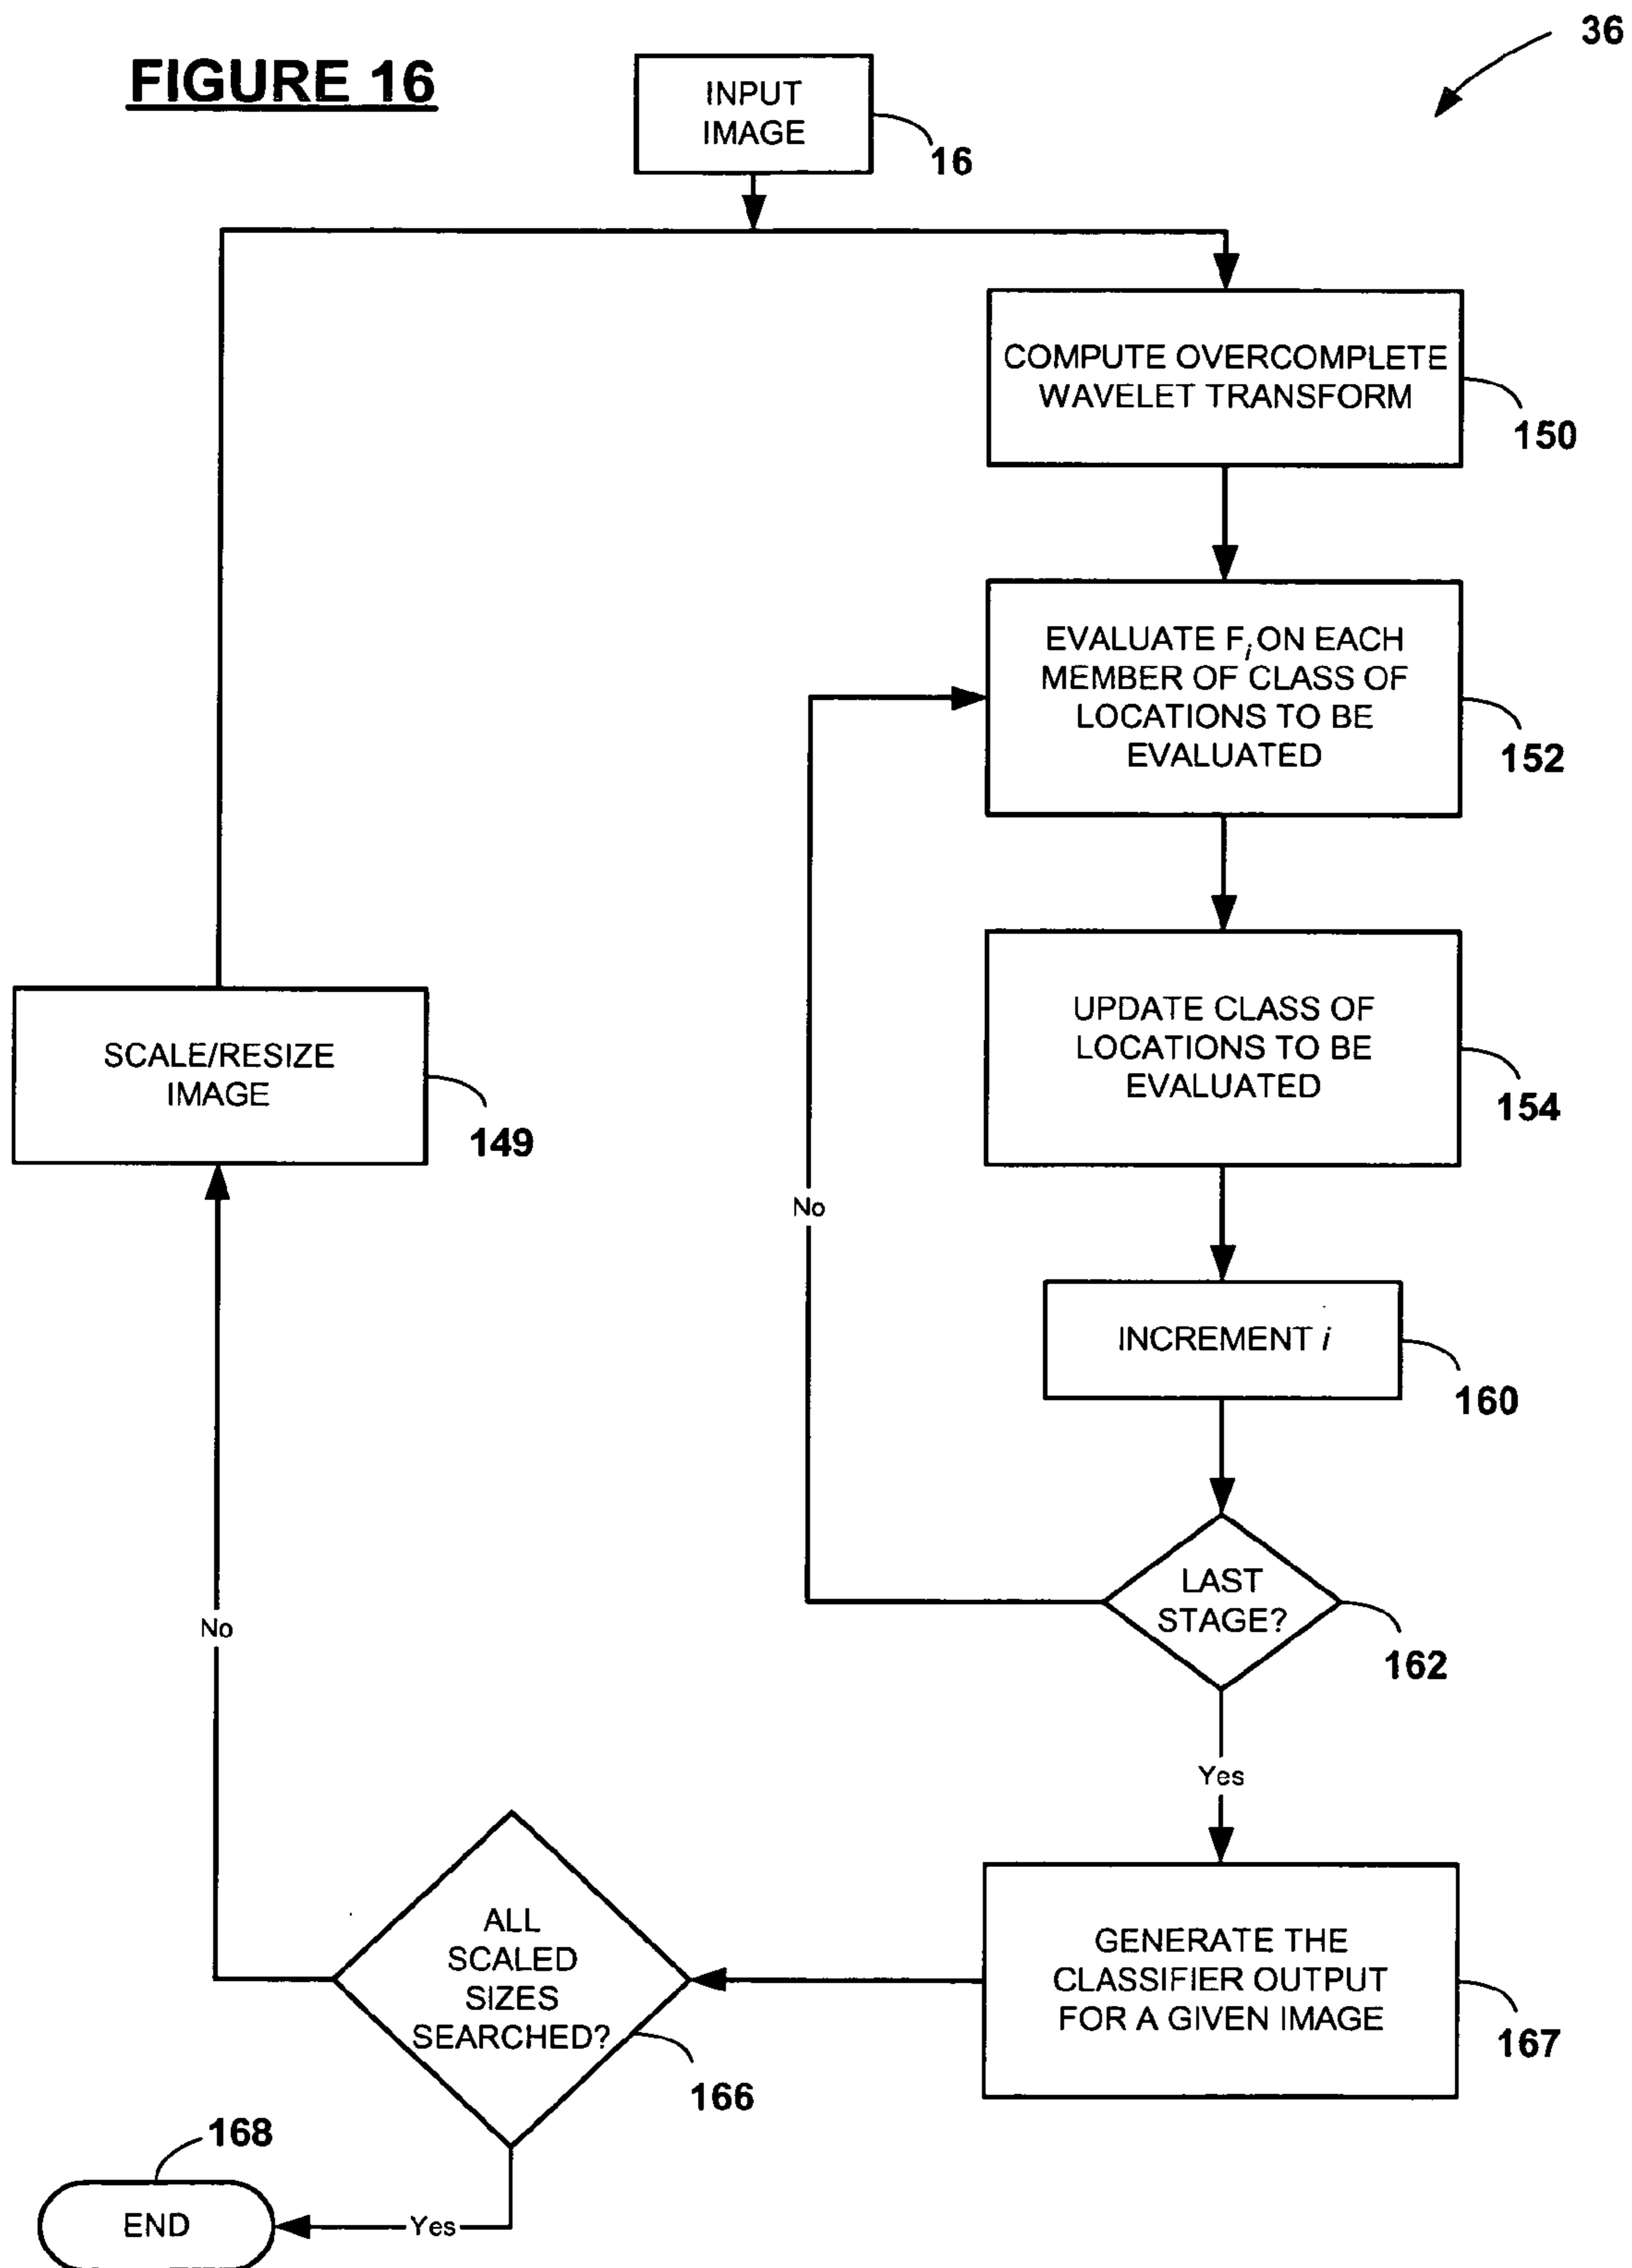 36
FIGURE 16
INPUT
IMAGE
16
COMPUTE OVERCOMPLETE
WAVELET TRANSFORM
150
EVALUATE Fi ON EACH
MEMBER OF CLASS OF
LOCATIONS TO BE
EVALUATED
152
UPDATE CLASS OF
LOCATIONS TO BE
EVALUATED
154
SCALE/RESIZE
IMAGE
149
No
INCREMENT i
160
LAST
STAGE?
162
No
Yes
ALL
SCALED
SIZES
SEARCHED?
166
GENERATE THE
CLASSIFIER OUTPUT
FOR A GIVEN IMAGE
167
168
END
Yes